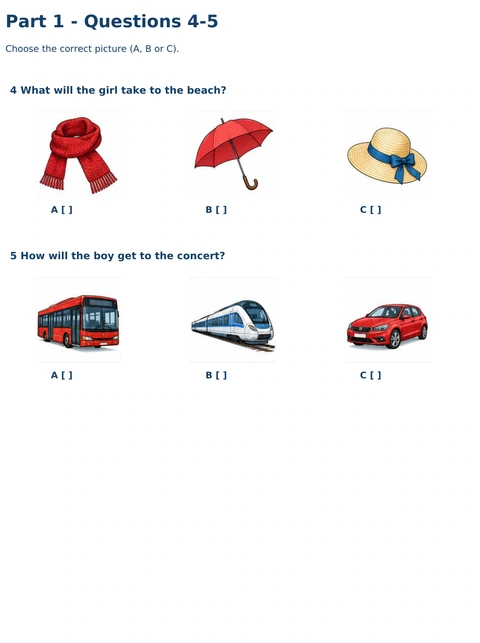 Part 1 - Questions 4-5
Choose the correct picture (A, B or C).
4 What will the girl take to the beach?
A [ ] B [ ] C [ ]
5 How will the boy get to the concert?
A [ ] B [ ] C [ ]